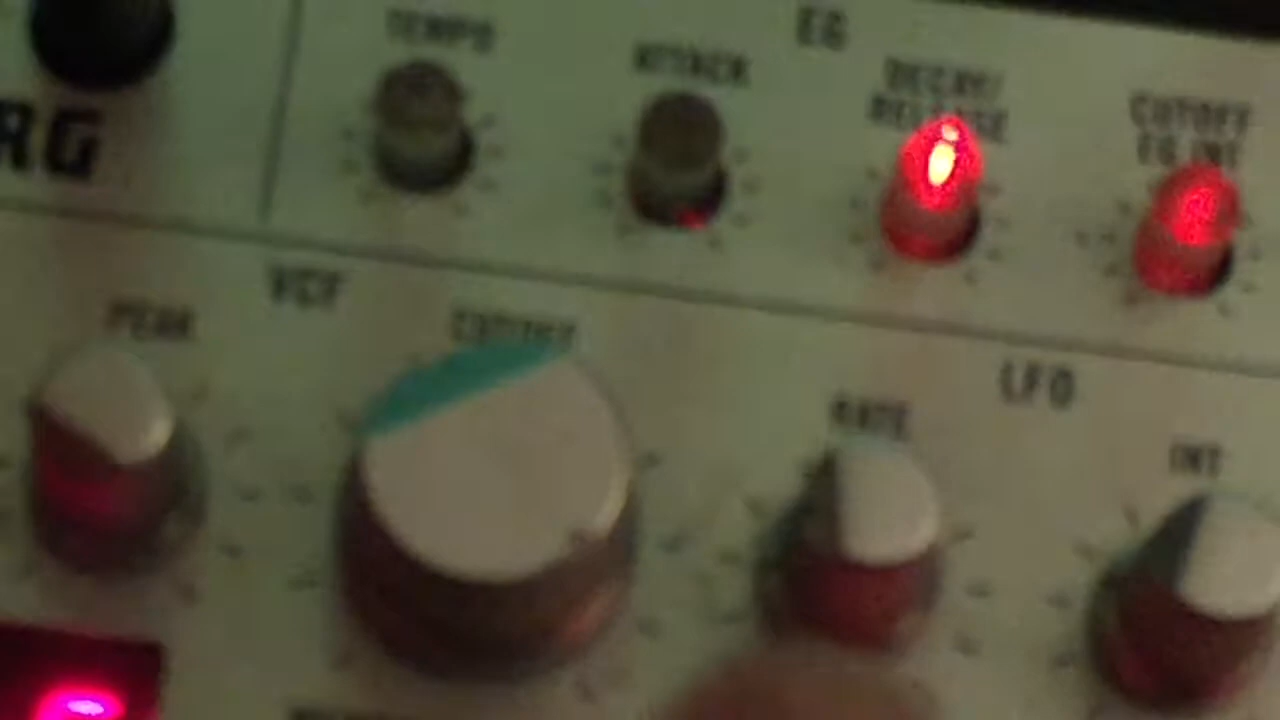 TEMPO
ATTACK
EG
DECAY/
RELEASE
CUTOFF
EG INT
RG
VCF
PEAK
CUTOFF
LFO
RATE
INT